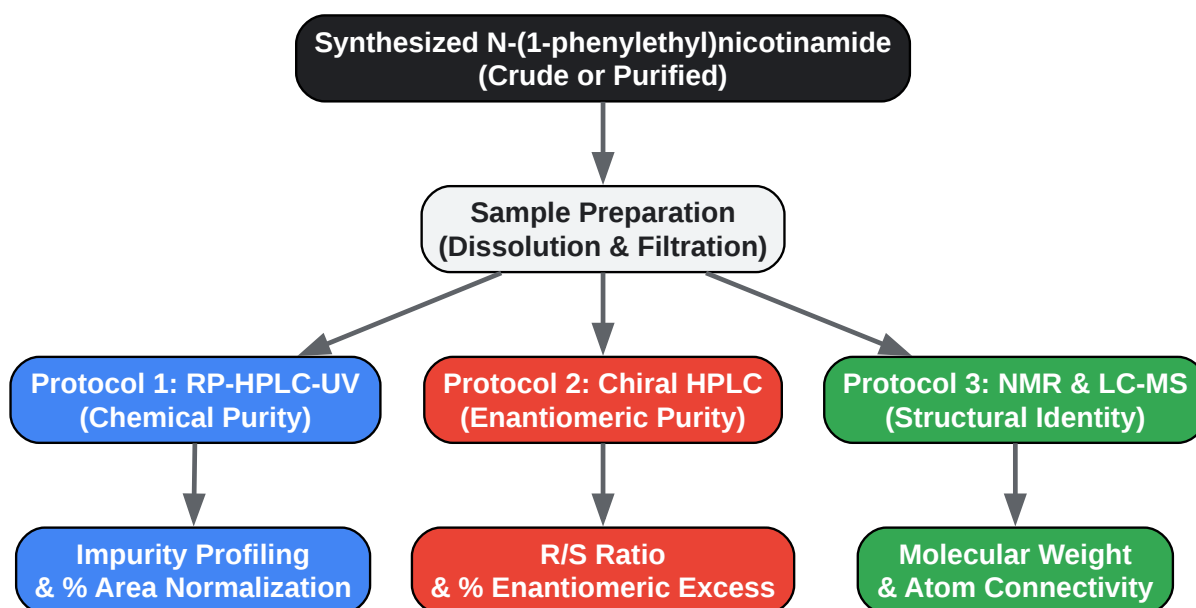 Synthesized N-(1-phenylethyl)nicotinamide
(Crude or Purified)
Sample Preparation
(Dissolution & Filtration)
Protocol 1: RP-HPLC-UV
(Chemical Purity)
Protocol 2: Chiral HPLC
(Enantiomeric Purity)
Protocol 3: NMR & LC-MS
(Structural Identity)
Impurity Profiling
& % Area Normalization
R/S Ratio
& % Enantiomeric Excess
Molecular Weight
& Atom Connectivity